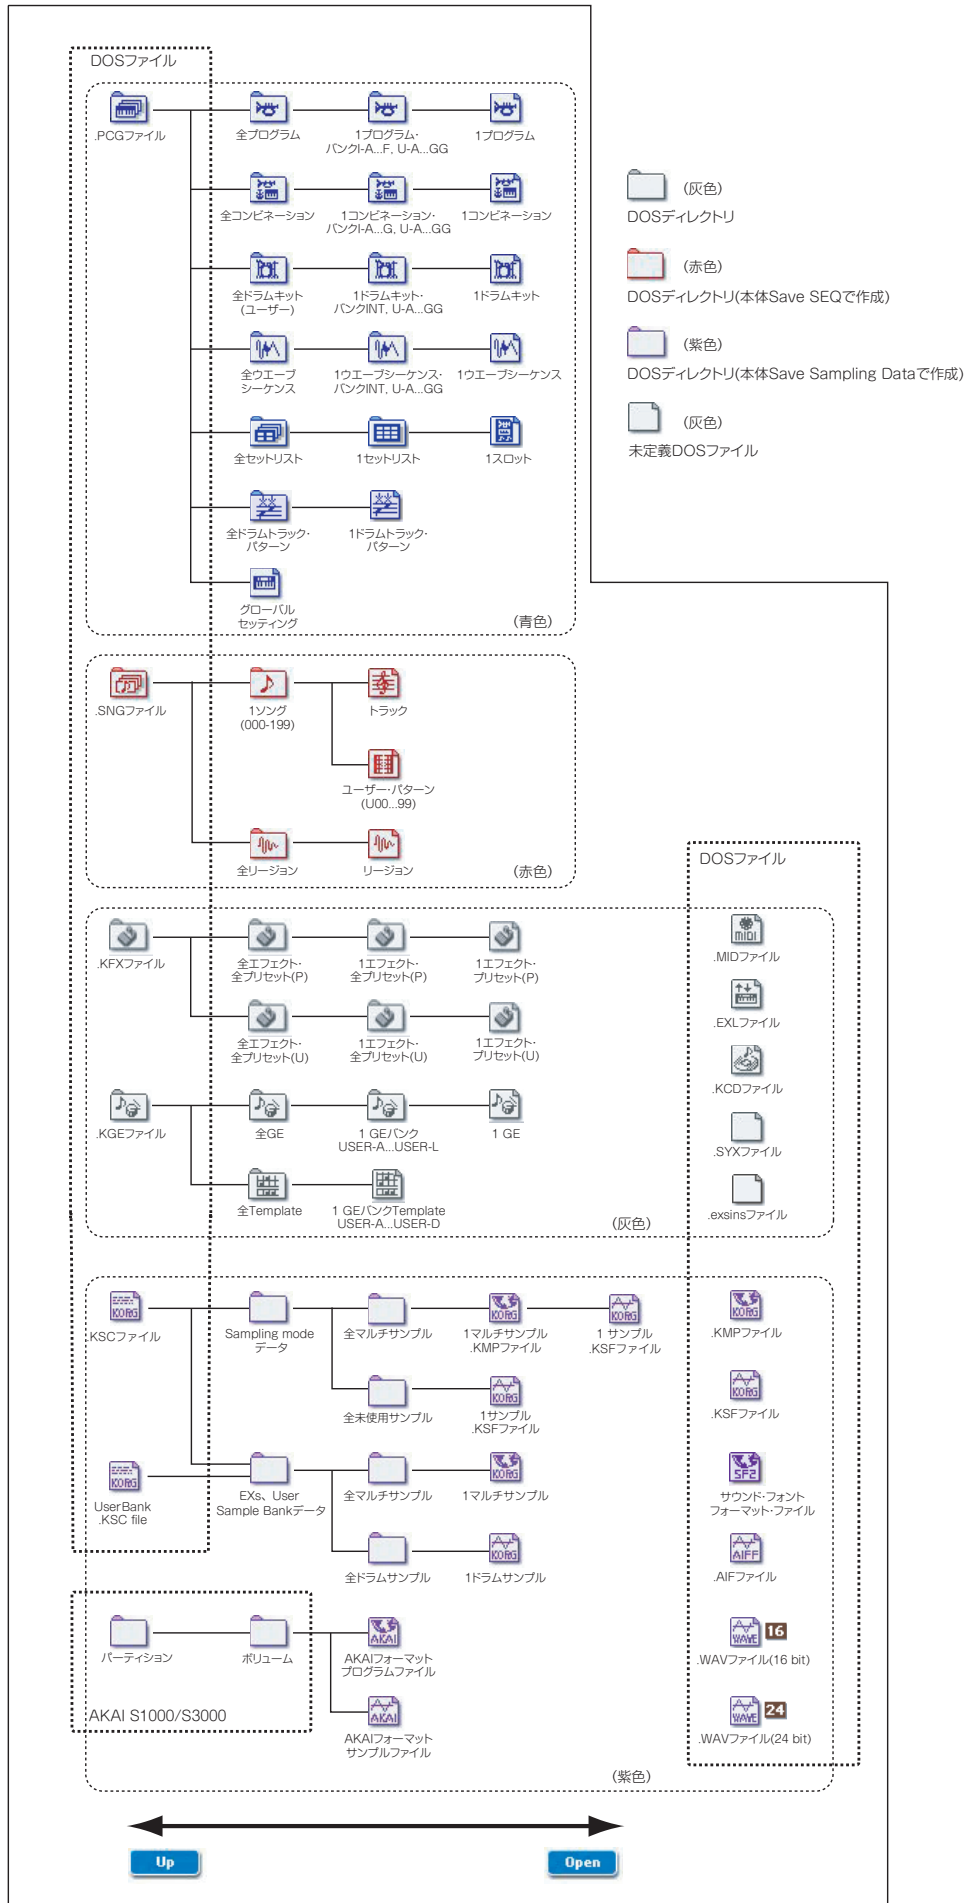 DOSファイル
.PCGファイル
全プログラム
1プログラム・
バンクI-A...F, U-A...GG
1プログラム
全コンビネーション
1コンビネーション・
バンクI-A...G, U-A...GG
1コンビネーション
全ドラムキット
(ユーザー)
1ドラムキット・
バンクINT, U-A...GG
1ドラムキット
全ウエーブ
シーケンス
1ウエーブシーケンス・
バンクINT, U-A...GG
1ウエーブシーケンス
全セットリスト
1セットリスト
1スロット
全ドラムトラック・
パターン
1ドラムトラック・
パターン
グローバル
セッティング
(青色)
(灰色)
DOSディレクトリ
(赤色)
DOSディレクトリ(本体Save SEQで作成)
(紫色)
DOSディレクトリ(本体Save Sampling Dataで作成)
(灰色)
未定義DOSファイル
.SNGファイル
1ソング
(000-199)
トラック
ユーザー・パターン
(U00...99)
全リージョン
リージョン
(赤色)
DOSファイル
.KFXファイル
全エフェクト・
全プリセット(P)
1エフェクト・
全プリセット(P)
1エフェクト・
プリセット(P)
全エフェクト・
全プリセット(U)
1エフェクト・
全プリセット(U)
1エフェクト・
プリセット(U)
.KGEファイル
全GE
1 GEバンク
USER-A...USER-L
1 GE
全Template
1 GEバンクTemplate
USER-A...USER-D
(灰色)
MIDI
.MIDファイル
.EXLファイル
.KCDファイル
.SYXファイル
.exsinsファイル
KORG
.KSCファイル
Sampling mode
データ
全マルチサンプル
KORG
1マルチサンプル
.KMPファイル
KORG
1 サンプル
.KSFファイル
全未使用サンプル
KORG
1サンプル
.KSFファイル
KORG
UserBank
.KSC file
EXs、User
Sample Bankデータ
全マルチサンプル
KORG
1マルチサンプル
全ドラムサンプル
KORG
1ドラムサンプル
パーティション
ボリューム
AKAI S1000/S3000
AKAI
AKAIフォーマット
プログラムファイル
AKAI
AKAIフォーマット
サンプルファイル
KORG
.KMPファイル
KORG
.KSFファイル
SF2
サウンド・フォント
フォーマット・ファイル
AIFF
.AIFファイル
WAVE 16
.WAVファイル(16 bit)
WAVE 24
.WAVファイル(24 bit)
(紫色)
Up
Open